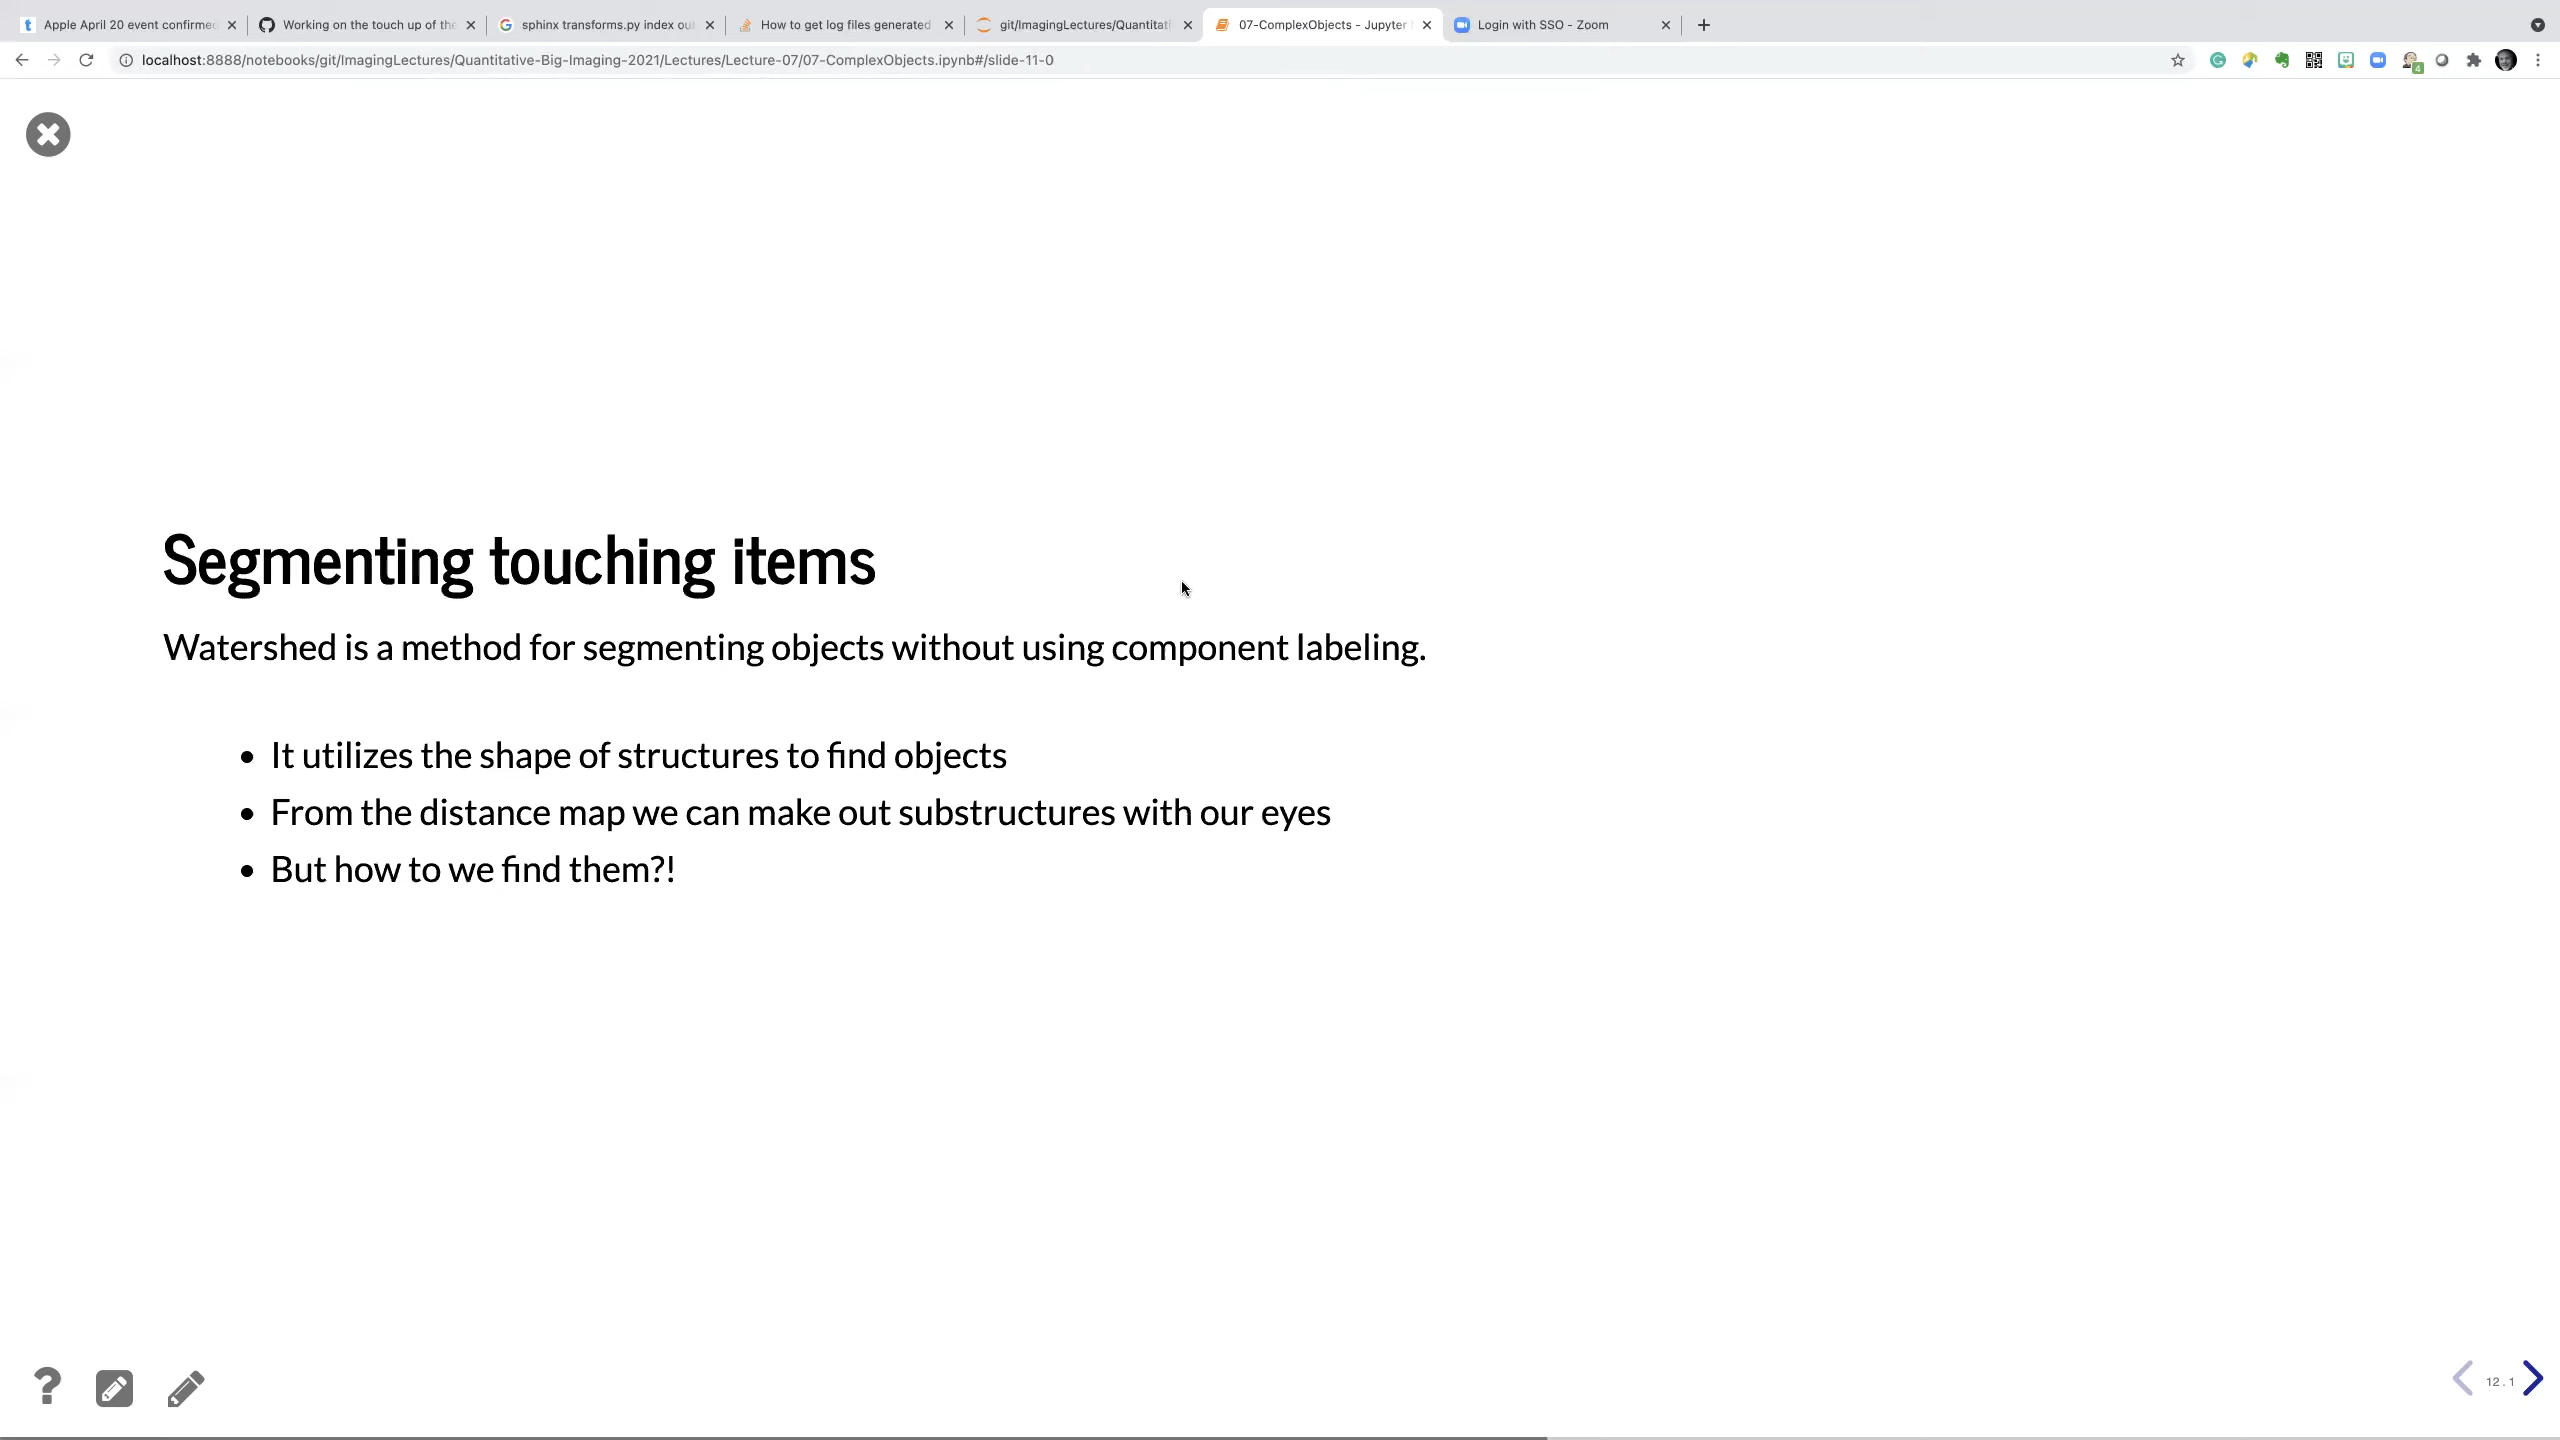 Apple April 20 event confirmed
Working on the touch up of the
sphinx transforms.py index ou
How to get log files generated
git/ImagingLectures/Quantitati
07-ComplexObjects - Jupyter
Login with SSO - Zoom
localhost:8888/notebooks/git/ImagingLectures/Quantitative-Big-Imaging-2021/Lectures/Lecture-07/07-ComplexObjects.ipynb#/slide-11-0
4
Segmenting touching items
Watershed is a method for segmenting objects without using component labeling.
• It utilizes the shape of structures to find objects
• From the distance map we can make out substructures with our eyes
• But how to we find them?!
12.1